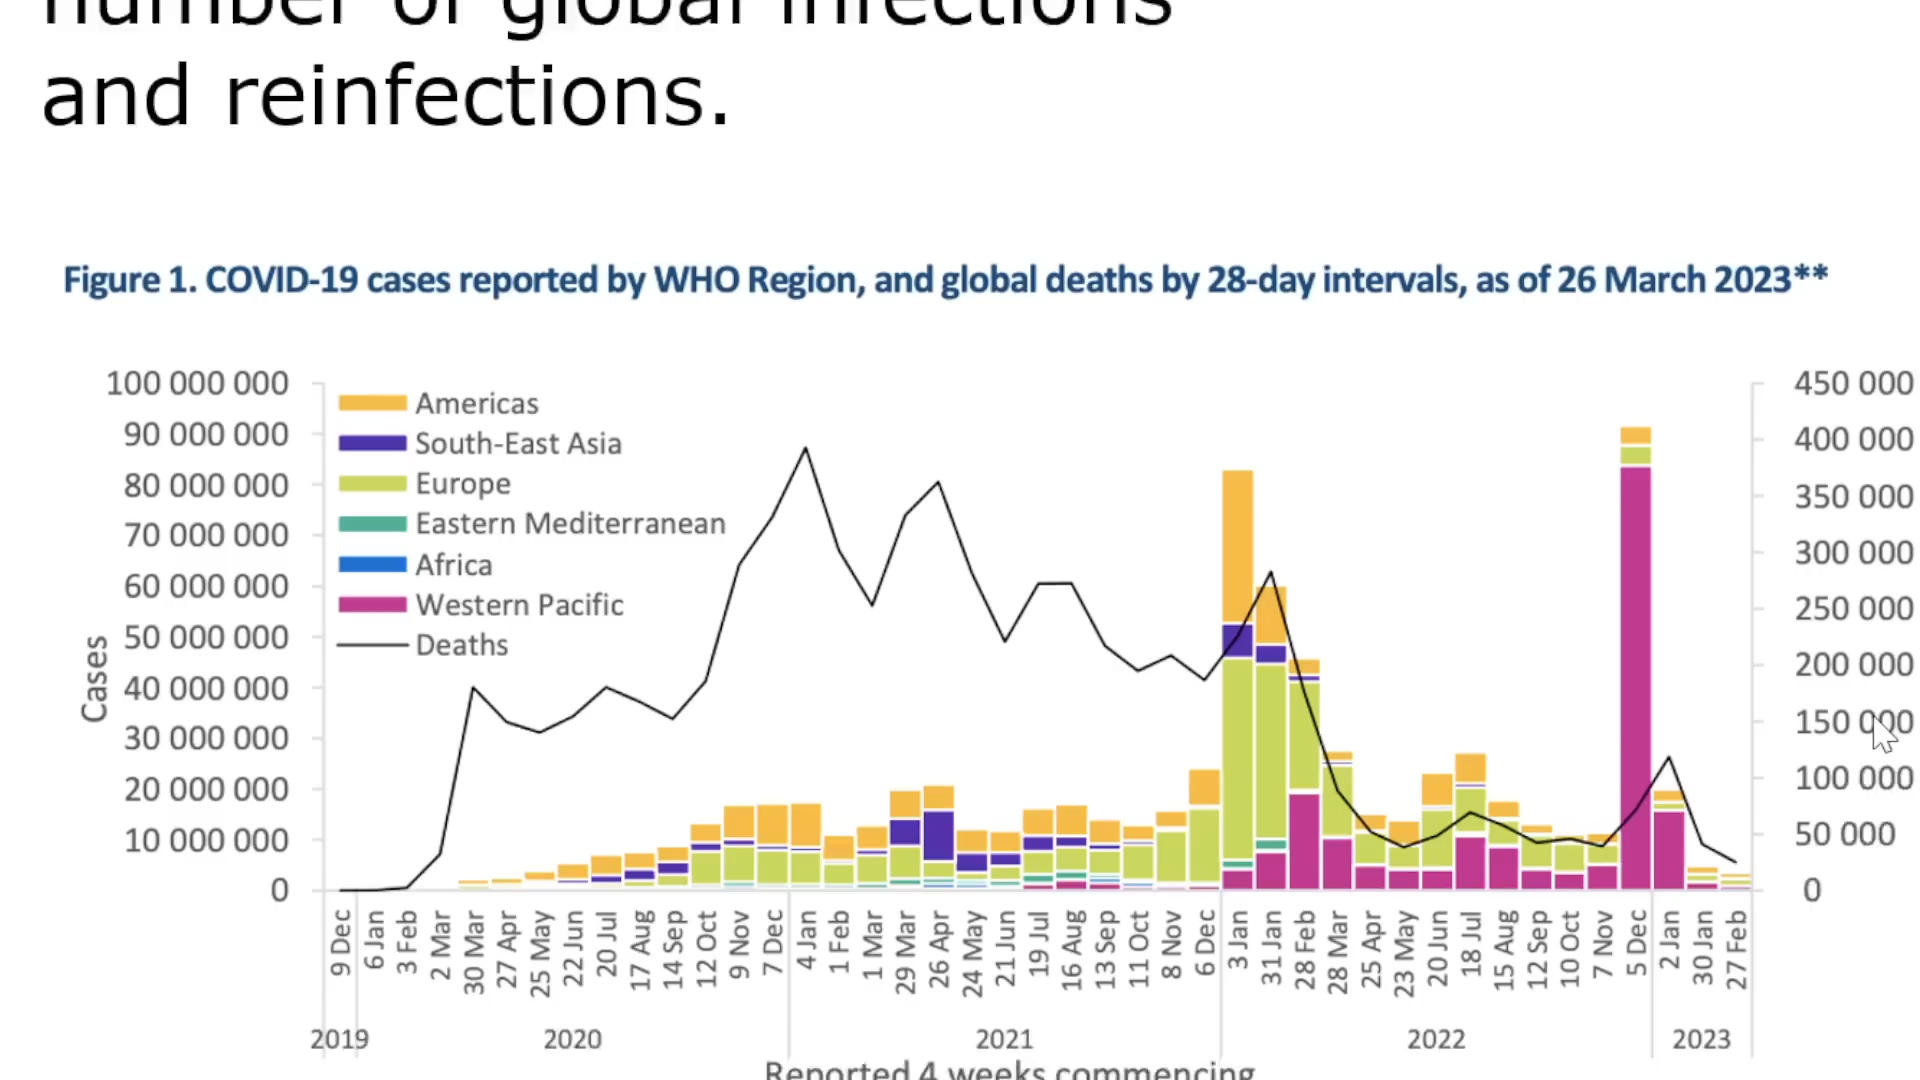 number of global infections
and reinfections.
Figure 1. COVID-19 cases reported by WHO Region, and global deaths by 28-day intervals, as of 26 March 2023**
100 000 000
90 000 000
80 000 000
70 000 000
60 000 000
50 000 000
40 000 000
30 000 000
20 000 000
10 000 000
0
Cases
Americas
South-East Asia
Europe
Eastern Mediterranean
Africa
Western Pacific
Deaths
450 000
400 000
350 000
300 000
250 000
200 000
150 000
100 000
50 000
0
9 Dec
6 Jan
3 Feb
2 Mar
30 Mar
27 Apr
25 May
22 Jun
20 Jul
17 Aug
14 Sep
12 Oct
9 Nov
7 Dec
4 Jan
1 Feb
1 Mar
29 Mar
26 Apr
24 May
21 Jun
19 Jul
16 Aug
13 Sep
11 Oct
8 Nov
6 Dec
3 Jan
31 Jan
28 Feb
28 Mar
25 Apr
23 May
20 Jun
18 Jul
15 Aug
12 Sep
10 Oct
7 Nov
5 Dec
2 Jan
30 Jan
27 Feb
2019
2020
2021
2022
2023
Reported 4 weeks commencing